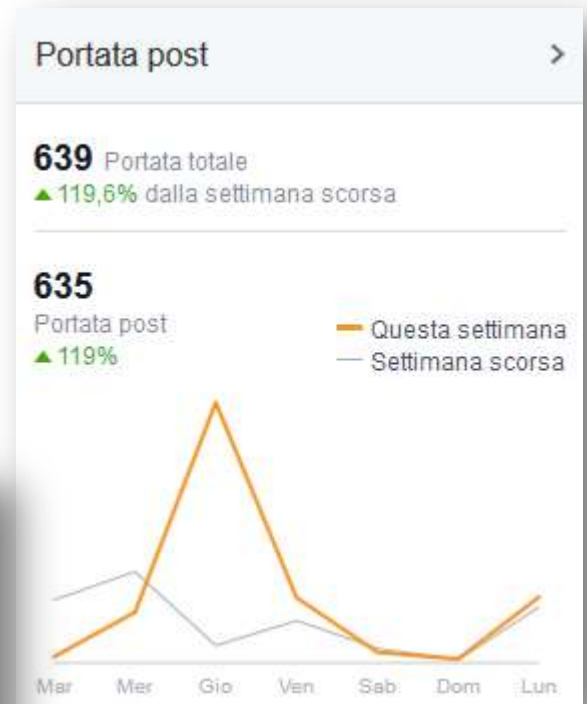 Portata post
639 Portata totale
119,6% dalla settimana scorsa
635
Portata post
119%
Questa settimana
Settimana scorsa
Mar Mer Gio Ven Sab Dom Lun